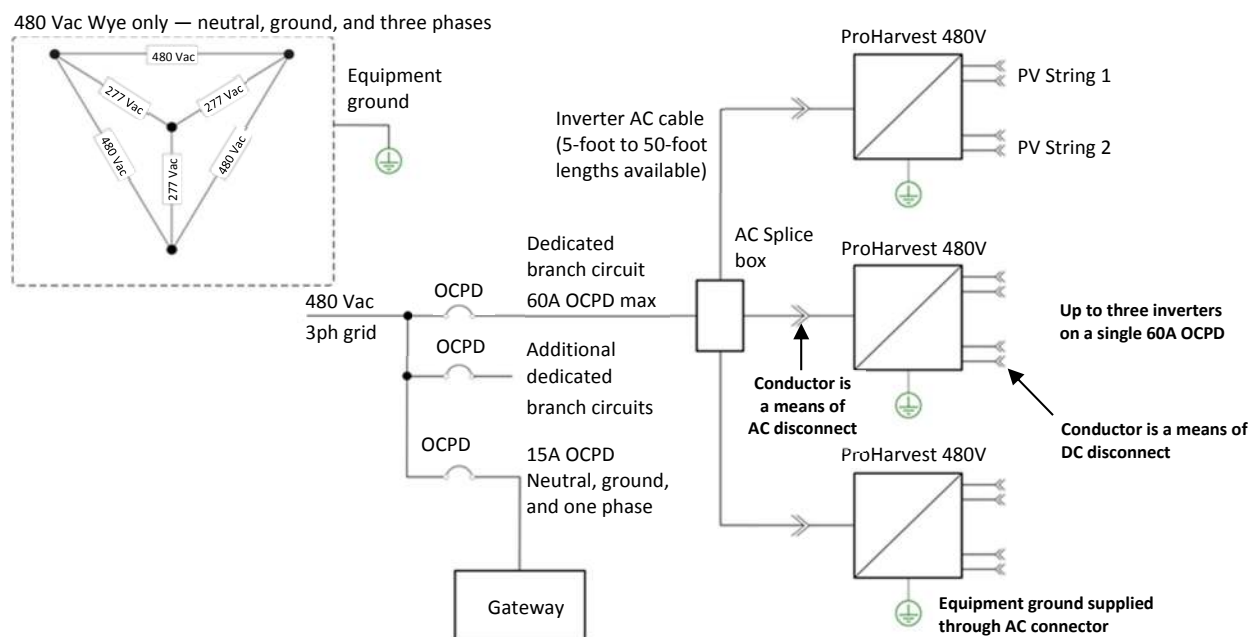 480 Vac Wye only — neutral, ground, and three phases
480 Vac
277 Vac
277 Vac
480 Vac
277 Vac
480 Vac
Equipment
ground
480 Vac
3ph grid
OCPD
Dedicated
branch circuit
60A OCPD max
OCPD
Additional
dedicated
branch circuits
OCPD
15A OCPD
Neutral, ground,
and one phase
Gateway
Inverter AC cable
(5-foot to 50-foot
lengths available)
AC Splice
box
ProHarvest 480V
PV String 1
PV String 2
ProHarvest 480V
Up to three inverters
on a single 60A OCPD
Conductor is
a means of
AC disconnect
Conductor is a means of
DC disconnect
ProHarvest 480V
Equipment ground supplied
through AC connector